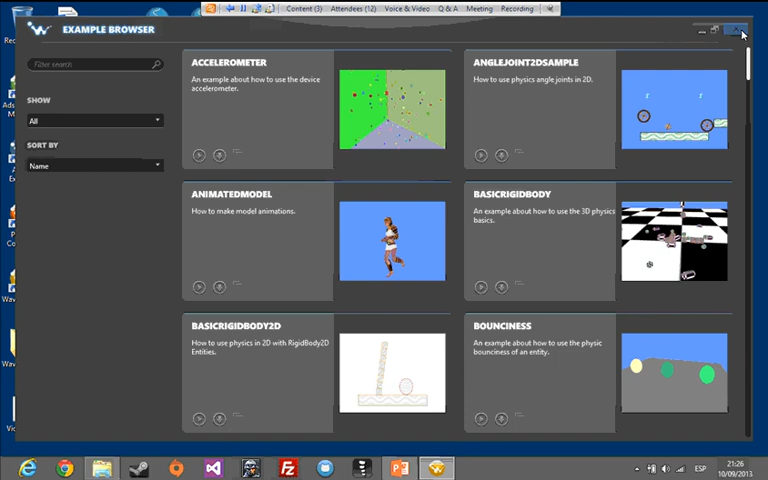 Content (3) Attendees (12) Voice & Video Q & A Meeting Recording
EXAMPLE BROWSER
Filter search
SHOW
All
SORT BY
Name
ACCELEROMETER
An example about how to use the device
accelerometer.
ANGLEJOINT2DSAMPLE
How to use physics angle joints in 2D.
ANIMATEDMODEL
How to make model animations.
BASICRIGIDBODY
An example about how to use the 3D physics
basics.
BASICRIGIDBODY2D
How to use physics in 2D with RigidBody2D
Entities.
BOUNCINESS
An example about how to use the physic
bounciness of an entity.
ESP
21:26
10/09/2013